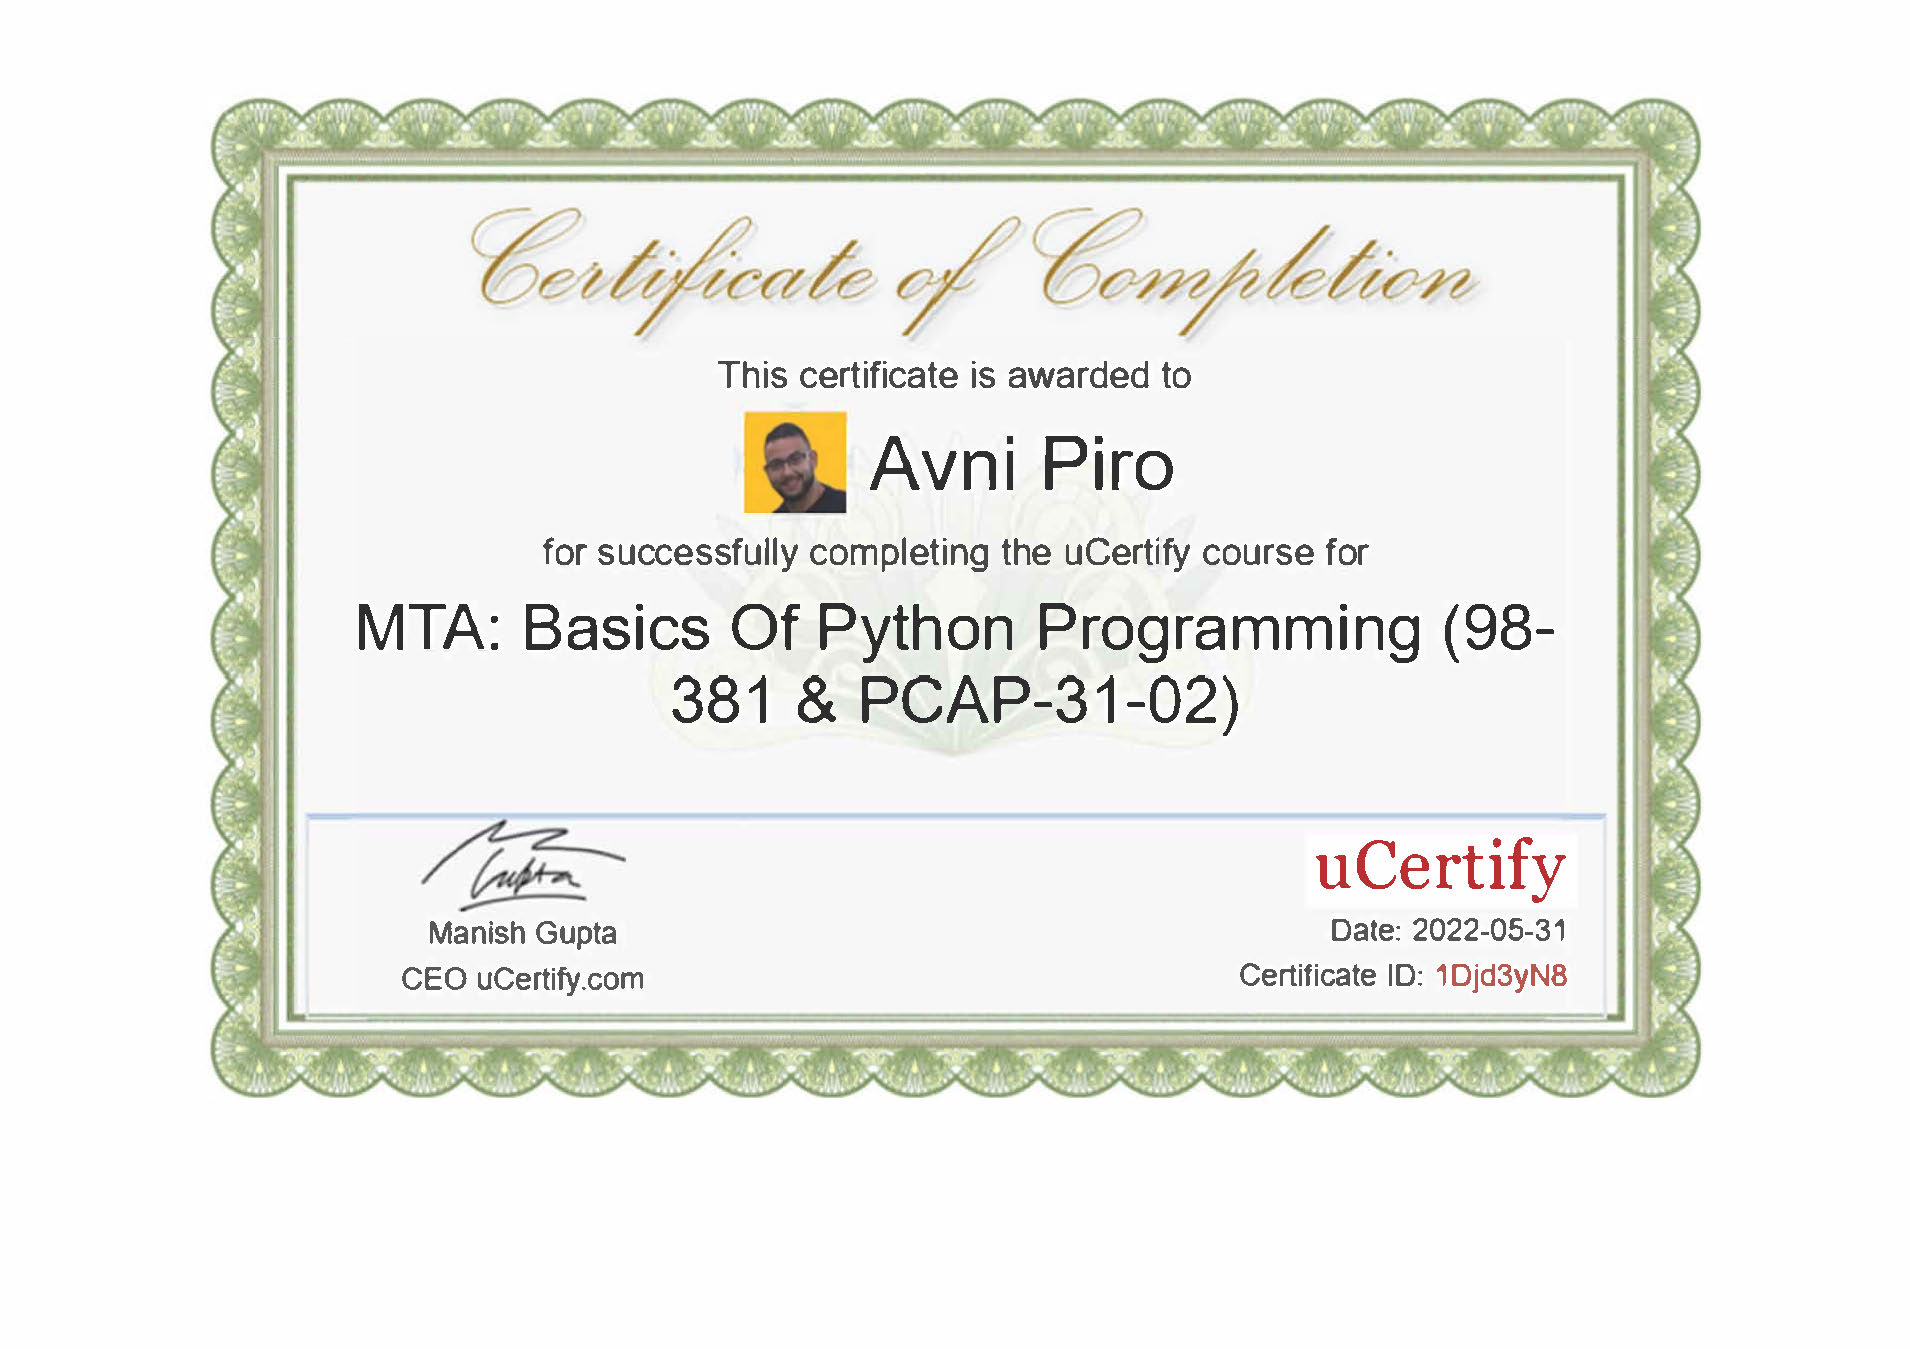 Certificate of Completion
This certificate is awarded to
Avni Piro
for successfully completing the uCertify course for
MTA: Basics Of Python Programming (98-
381 & PCAP-31-02)
Gupta
Manish Gupta
CEO uCertify.com
uCertify
Date: 2022-05-31
Certificate ID: 1Djd3yN8